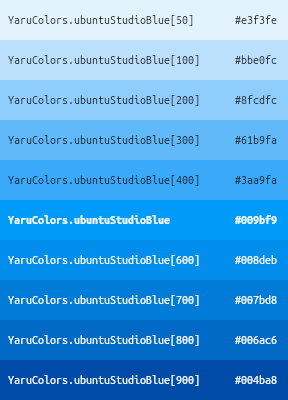 YaruColors.ubuntuStudioBlue[50] #e3f3fe
YaruColors.ubuntuStudioBlue[100] #bbe0fc
YaruColors.ubuntuStudioBlue[200] #8fcdfc
YaruColors.ubuntuStudioBlue[300] #61b9fa
YaruColors.ubuntuStudioBlue[400] #3aa9fa
YaruColors.ubuntuStudioBlue #009bf9
YaruColors.ubuntuStudioBlue[600] #008deb
YaruColors.ubuntuStudioBlue[700] #007bd8
YaruColors.ubuntuStudioBlue[800] #006ac6
YaruColors.ubuntuStudioBlue[900] #004ba8